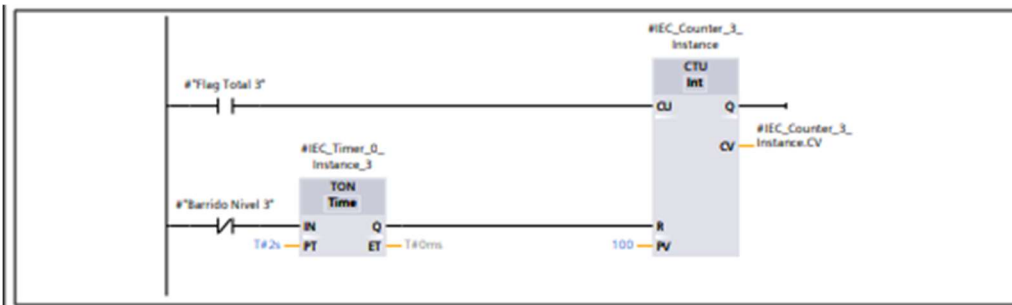 #IEC_Counter_3_
Instance
CTU
Int
#"Flag Total 3"
CU
Q
#IEC_Counter_3_
Instance.CV
CV
#IEC_Timer_0_
Instance_3
TON
Time
#"Barrido Nivel 3"
IN
Q
R
T#2s
PT
ET
T#0ms
100
PV